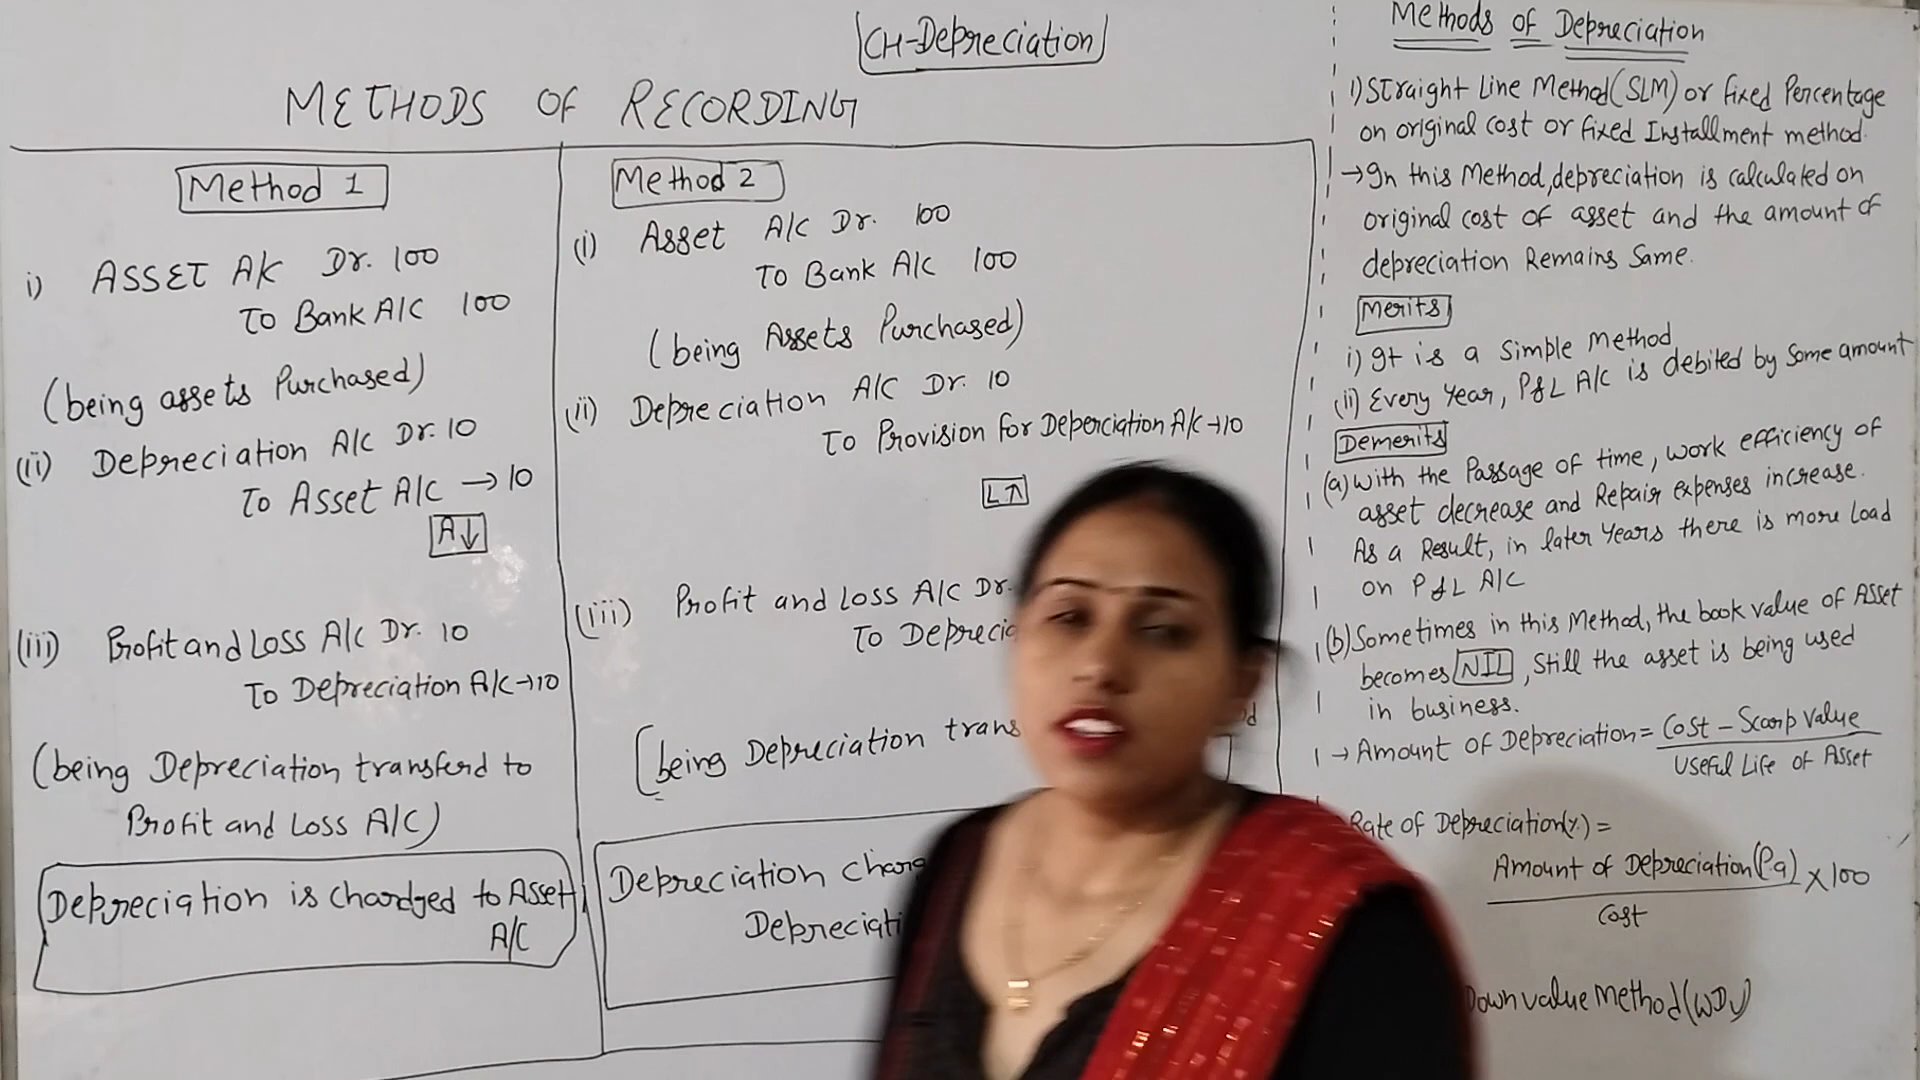 CH-Depreciation
METHODS OF RECORDING
Method 1
i) ASSET A/C Dr. 100
To Bank A/C 100
(being assets Purchased)
(ii) Depreciation A/C Dr. 10
To Asset A/C → 10
A↓
(iii) Profit and Loss A/C Dr. 10
To Depreciation A/C → 10
(being Depreciation transferd to
Profit and Loss A/C)
Depreciation is chardged to Asset
A/C
Method 2
(i) Asset A/C Dr. 100
To Bank A/C 100
(being Assets Purchased)
(ii) Depreciation A/C Dr. 10
To Provision for Deperciation A/C → 10
L↑
(iii) Profit and Loss A/C Dr.
To
(being Depreciation
Depreciation
Methods of Depreciation
1) Straight Line Method (SLM) or fixed Percentage
on original cost or fixed Installment method.
→ In this Method, depreciation is calculated on
original cost of asset and the amount of
depreciation Remains Same.
Merits
i) It is a simple Method
(ii) Every Year, P&L A/C is debited by Same amount
Demerits
(a) With the Passage of time, work efficiency of
asset decrease and Repair expenses increase.
As a Result, in later Years there is more Load
on P&L A/C
(b) Sometimes in this Method, the book value of Asset
becomes NIL, Still the asset is being used
in business.
→ Amount of Depreciation = Cost - Scarp Value
Useful Life of Asset
Rate of Depreciation(%) =
Amount of Depreciation (Pa) × 100
Cost
Down value Method (WDV)